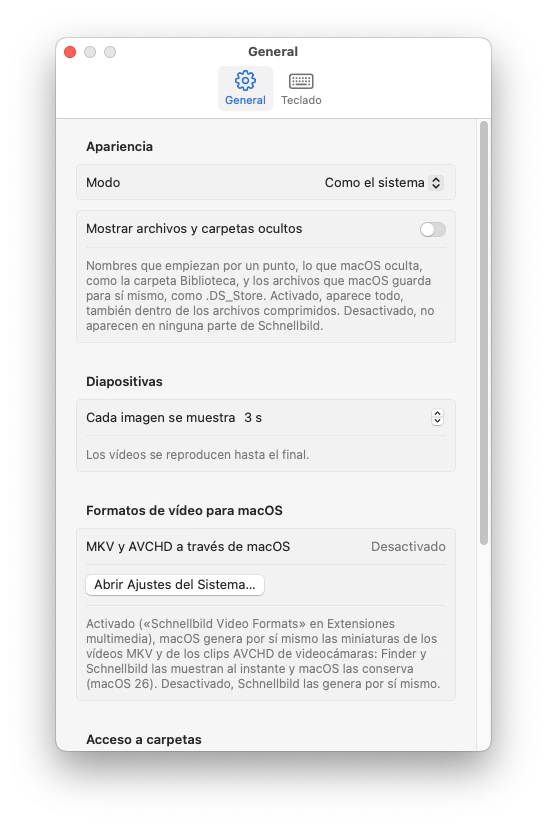 General
General
Teclado
Apariencia
Modo
Como el sistema
Mostrar archivos y carpetas ocultos
Nombres que empiezan por un punto, lo que macOS oculta,
como la carpeta Biblioteca, y los archivos que macOS guarda
para sí mismo, como .DS_Store. Activado, aparece todo,
también dentro de los archivos comprimidos. Desactivado, no
aparecen en ninguna parte de Schnellbild.
Diapositivas
Cada imagen se muestra 3 s
Los vídeos se reproducen hasta el final.
Formatos de vídeo para macOS
MKV y AVCHD a través de macOS
Desactivado
Abrir Ajustes del Sistema…
Activado («Schnellbild Video Formats» en Extensiones
multimedia), macOS genera por sí mismo las miniaturas de los
vídeos MKV y de los clips AVCHD de videocámaras: Finder y
Schnellbild las muestran al instante y macOS las conserva
(macOS 26). Desactivado, Schnellbild las genera por sí mismo.
Acceso a carpetas